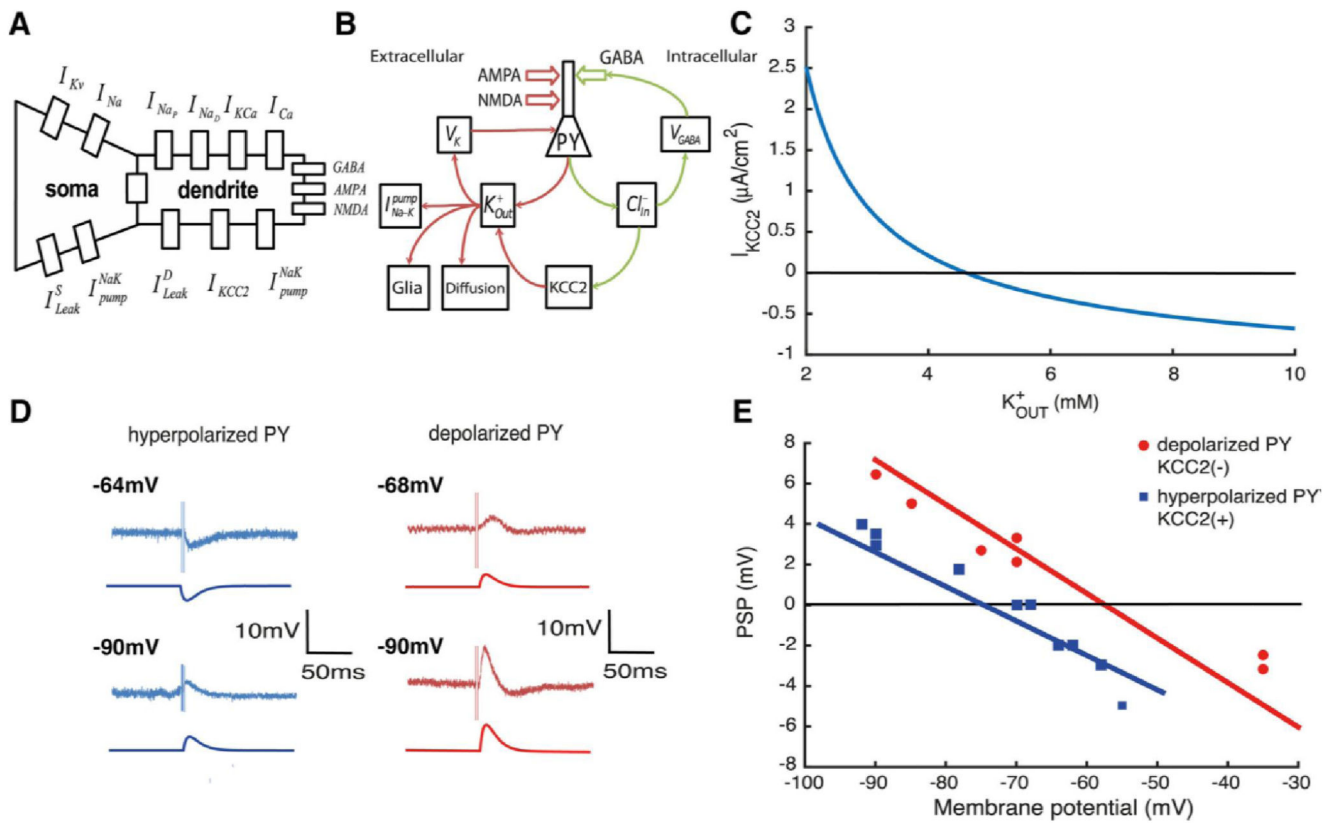 A
I_Kv
I_Na
I_Na_P
I_Na_D
I_KCa
I_Ca
GABA
AMPA
NMDA
soma
dendrite
I^S_Leak
I^NaK_pump
I^D_Leak
I_KCC2
I^NaK_pump
B
Extracellular
GABA
Intracellular
AMPA
NMDA
PY
V_K
V_GABA
I^pump_Na-K
K^+_Out
Cl^-_in
Glia
Diffusion
KCC2
C
3
2.5
2
1.5
1
0.5
0
-0.5
-1
I_KCC2 (µA/cm²)
2
4
6
8
10
K^+_OUT (mM)
D
hyperpolarized PY
depolarized PY
-64mV
-68mV
10mV
50ms
10mV
50ms
-90mV
-90mV
E
8
6
4
2
0
-2
-4
-6
-8
PSP (mV)
depolarized PY
KCC2(-)
hyperpolarized PY
KCC2(+)
-100
-90
-80
-70
-60
-50
-40
-30
Membrane potential (mV)